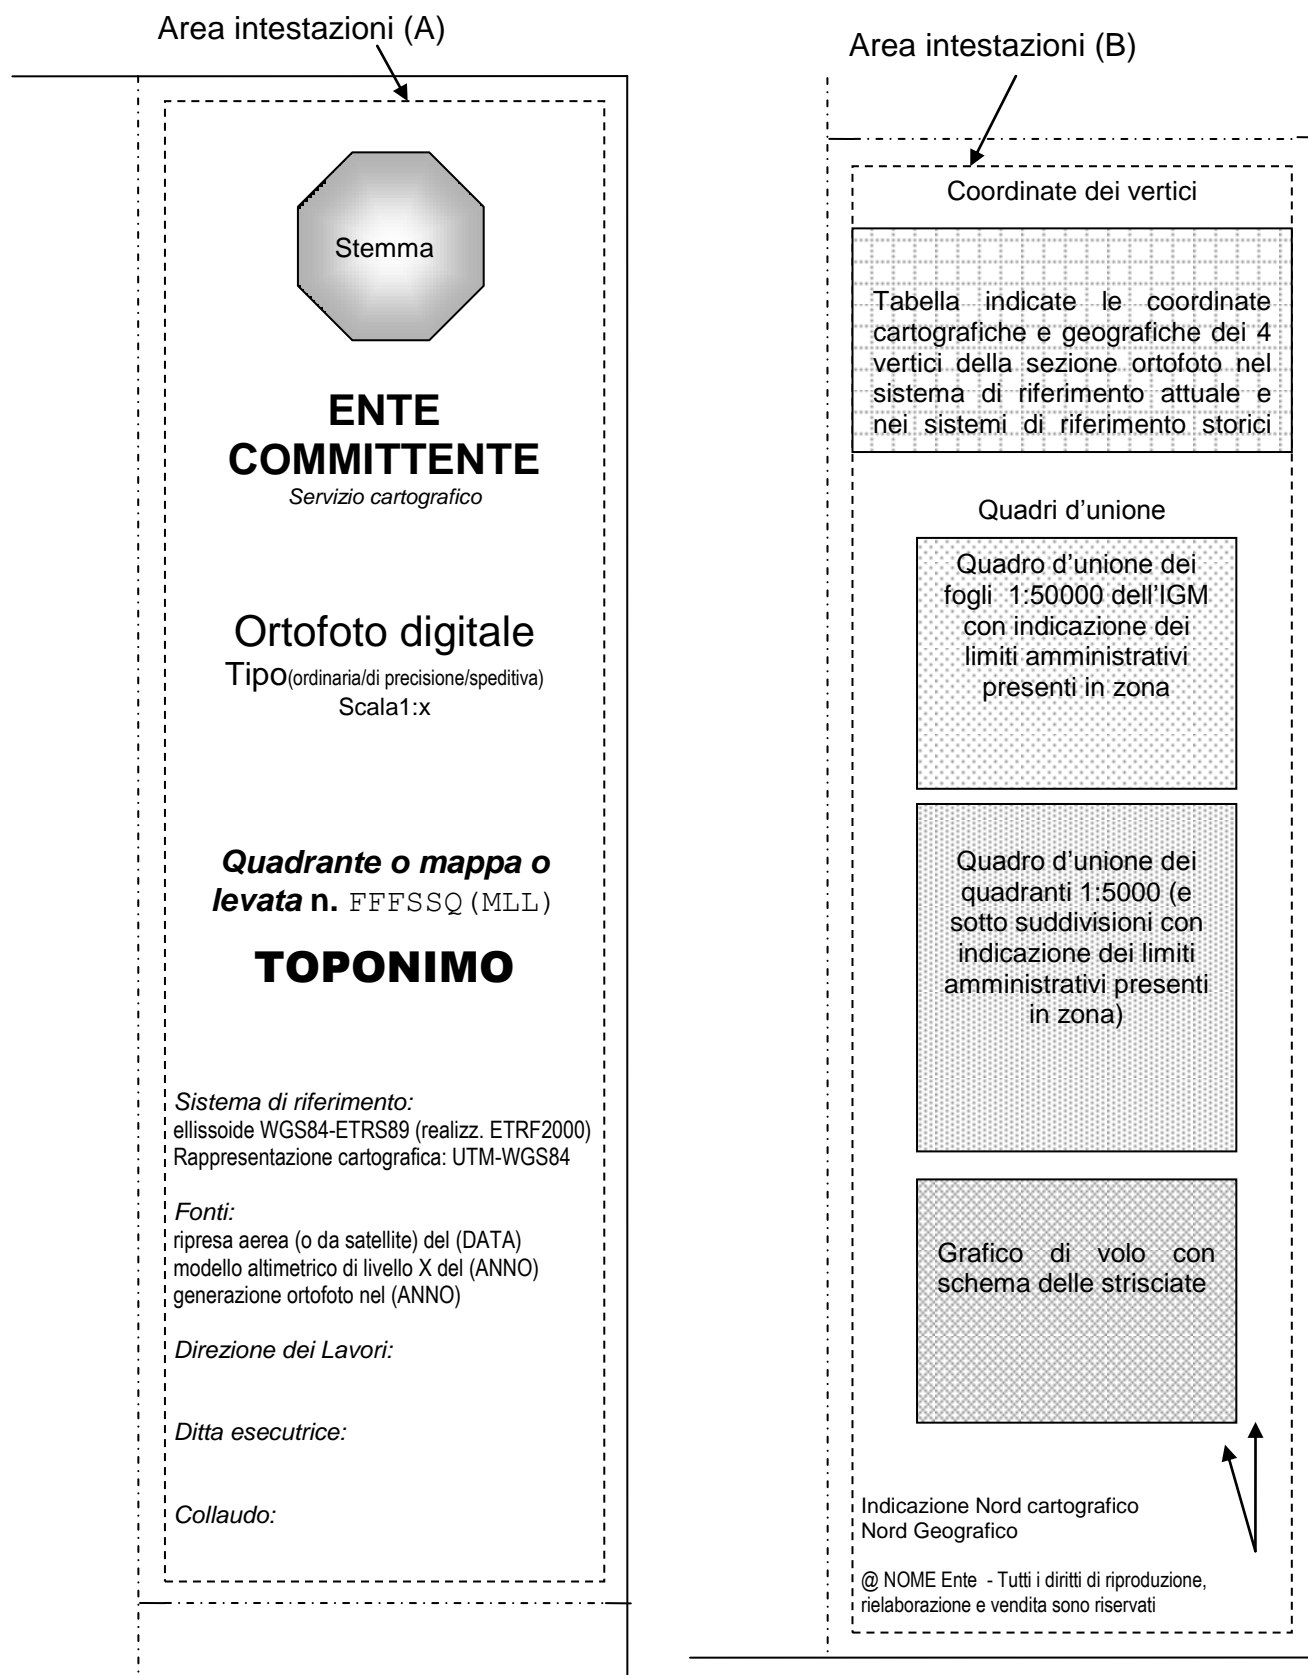 Area intestazioni (A)
Stemma
ENTE
COMMITTENTE
Servizio cartografico
Ortofoto digitale
Tipo(ordinaria/di precisione/speditiva)
Scala1:x
Quadrante o mappa o
levata n. FFFSSQ(MLL)
TOPONIMO
Sistema di riferimento:
ellissoide WGS84-ETRS89 (realizz. ETRF2000)
Rappresentazione cartografica: UTM-WGS84
Fonti:
ripresa aerea (o da satellite) del (DATA)
modello altimetrico di livello X del (ANNO)
generazione ortofoto nel (ANNO)
Direzione dei Lavori:
Ditta esecutrice:
Collaudo:
Area intestazioni (B)
Coordinate dei vertici
Tabella indicate le coordinate
cartografiche e geografiche dei 4
vertici della sezione ortofoto nel
sistema di riferimento attuale e
nei sistemi di riferimento storici
Quadri d'unione
Quadro d'unione dei
fogli 1:50000 dell'IGM
con indicazione dei
limiti amministrativi
presenti in zona
Quadro d'unione dei
quadranti 1:5000 (e
sotto suddivisioni con
indicazione dei limiti
amministrativi presenti
in zona)
Grafico di volo con
schema delle strisciate
Indicazione Nord cartografico
Nord Geografico
@ NOME Ente - Tutti i diritti di riproduzione,
rielaborazione e vendita sono riservati